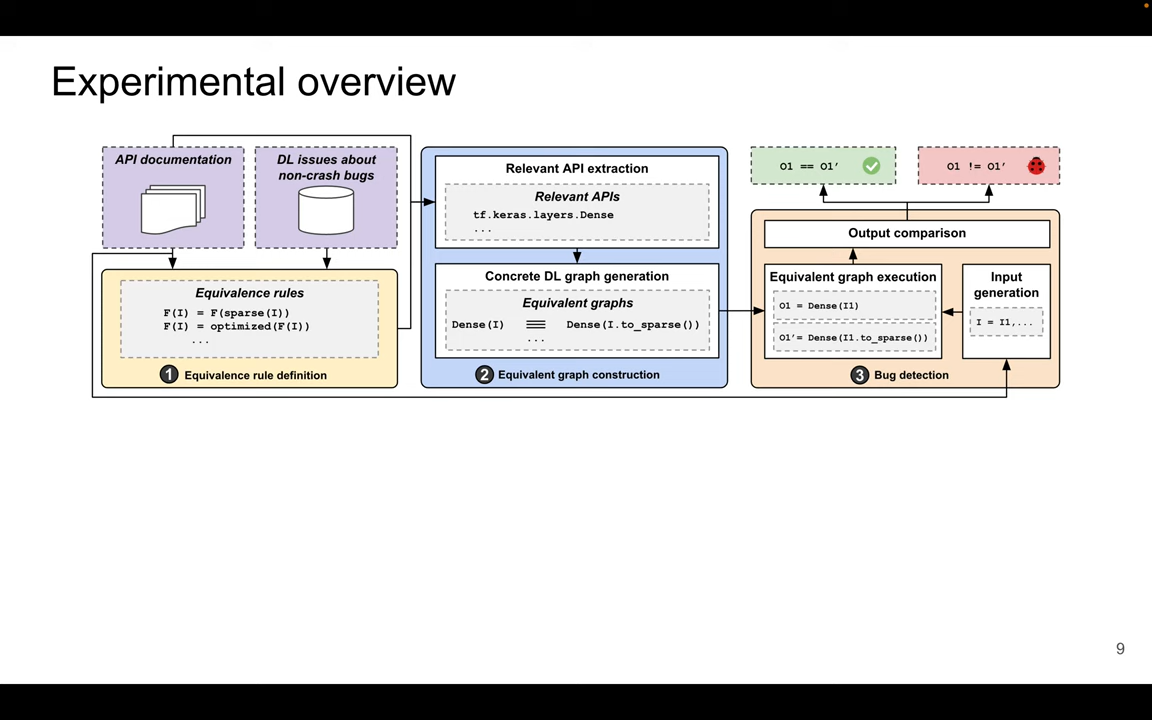 Experimental overview
API documentation
DL issues about
non-crash bugs
Equivalence rules
F(I) = F(sparse(I))
F(I) = optimized(F(I))
...
1 Equivalence rule definition
Relevant API extraction
Relevant APIs
tf.keras.layers.Dense
...
Concrete DL graph generation
Equivalent graphs
Dense(I) ≡ Dense(I.to_sparse())
...
2 Equivalent graph construction
O1 == O1’
O1 != O1’
Output comparison
Equivalent graph execution
O1 = Dense(I1)
O1’= Dense(I1.to_sparse())
Input
generation
I = I1,...
3 Bug detection
9